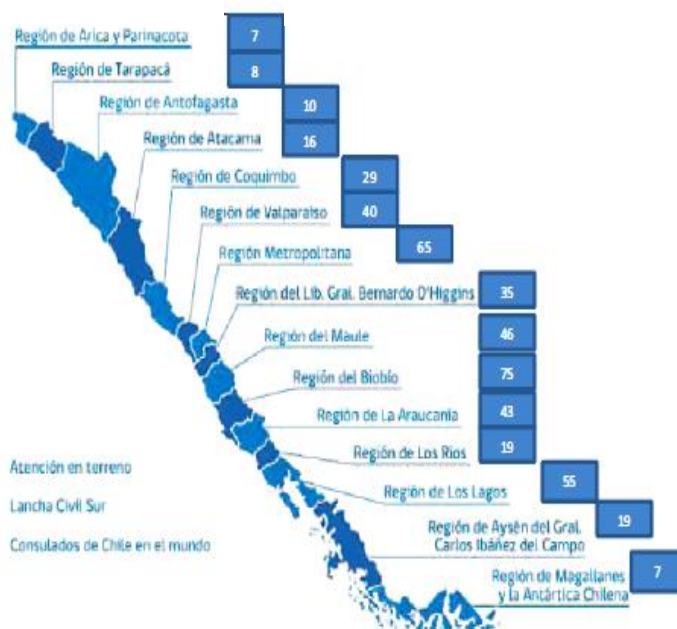 Región de Arica y Parinacota 7
Región de Tarapacá 8
Región de Antofagasta 10
Región de Atacama 16
Región de Coquimbo 29
Región de Valparaíso 40
Región Metropolitana 65
Región del Lib. Gral. Bernardo O'Higgins 35
Región del Maule 46
Región del Biobío 75
Región de La Araucanía 43
Región de Los Ríos 19
Región de Los Lagos 55
Región de Aysén del Gral. 19
Carlos Ibáñez del Campo
Región de Magallanes 7
y la Antártica Chilena
Atención en terreno
Lancha Civil Sur
Consulados de Chile en el mundo